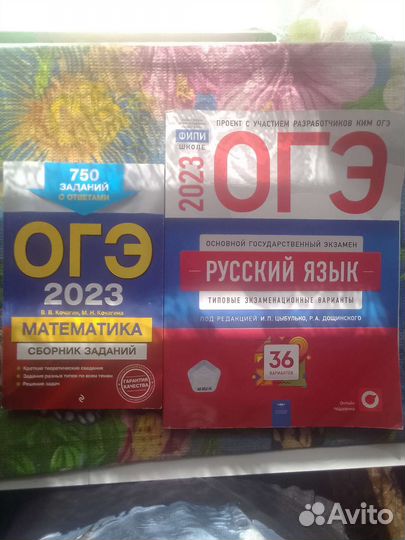 750
ЗАДАНИЙ
С ОТВЕТАМИ
ОГЭ
2023
В. В. Кочагин, М. Н. Кочагина
МАТЕМАТИКА
СБОРНИК ЗАДАНИЙ
Краткие теоретические сведения
Задания разных типов по всем темам
Решение задач
ГАРАНТИЯ
КАЧЕСТВА
ПРОЕКТ С УЧАСТИЕМ РАЗРАБОТЧИКОВ КИМ ОГЭ
ФИПИ
ШКОЛЕ
2023
ОГЭ
ОСНОВНОЙ ГОСУДАРСТВЕННЫЙ ЭКЗАМЕН
РУССКИЙ ЯЗЫК
ТИПОВЫЕ ЭКЗАМЕНАЦИОННЫЕ ВАРИАНТЫ
ПОД РЕДАКЦИЕЙ И.П. ЦЫБУЛЬКО, Р.А. ДОЩИНСКОГО
36
ВАРИАНТОВ
Онлайн
поддержка
Avito